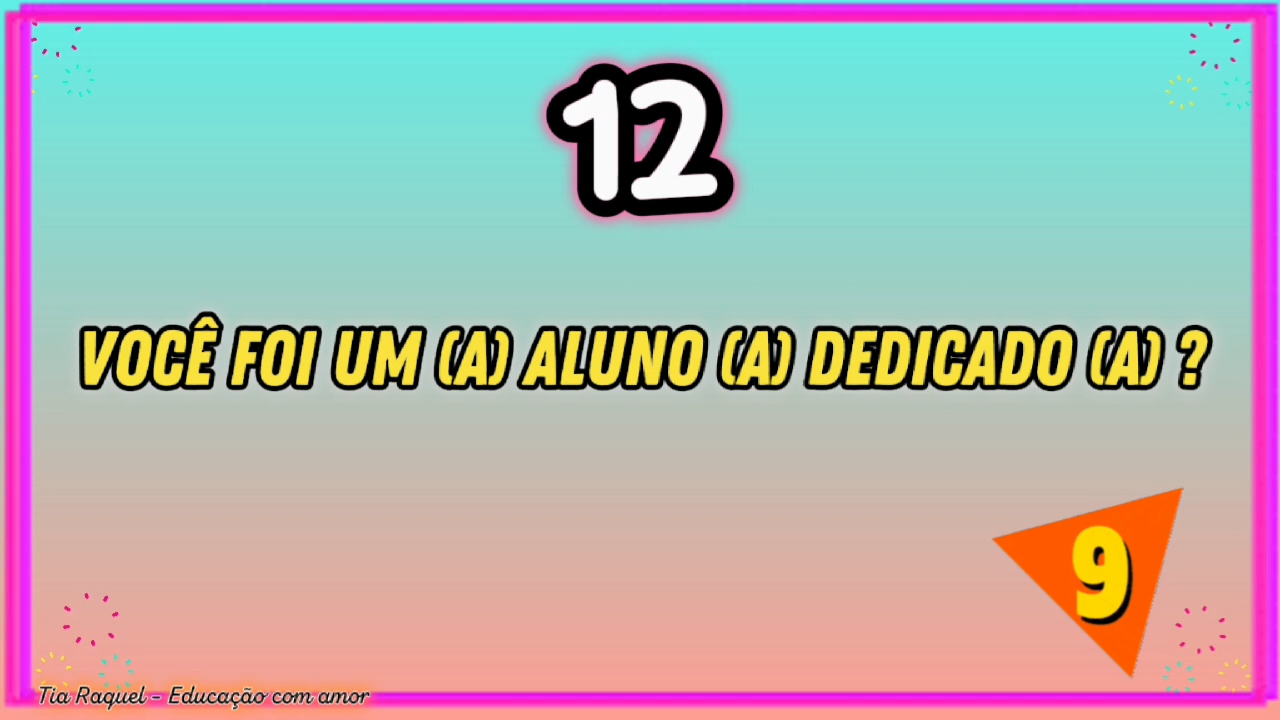 12
VOCÊ FOI UM (A) ALUNO (A) DEDICADO (A) ?
9
Tia Raquel - Educação com amor